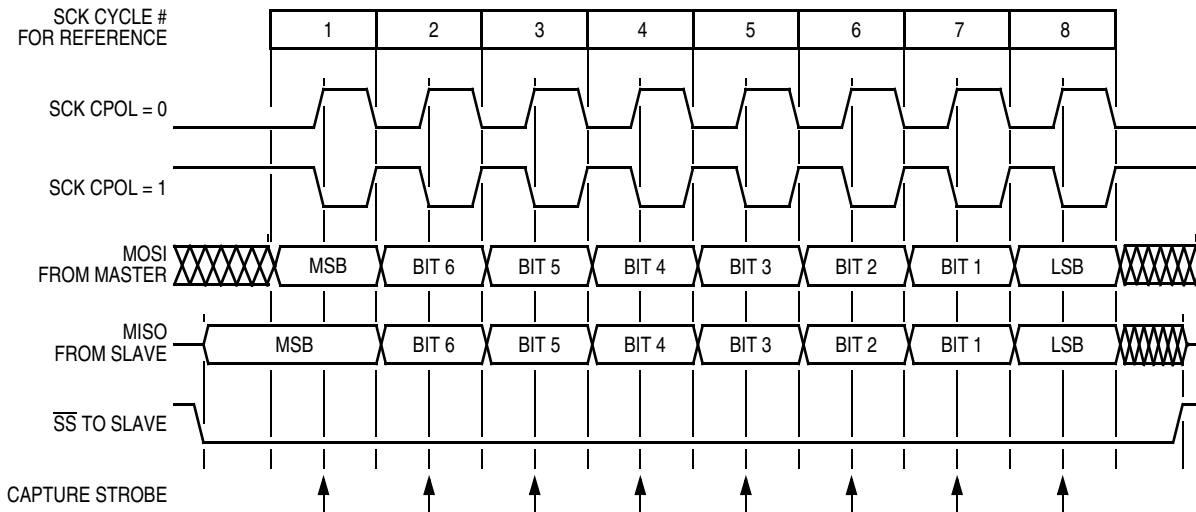 SCK CYCLE #
FOR REFERENCE
1 2 3 4 5 6 7 8
SCK CPOL = 0
SCK CPOL = 1
MOSI
FROM MASTER
MSB BIT 6 BIT 5 BIT 4 BIT 3 BIT 2 BIT 1 LSB
MISO
FROM SLAVE
MSB BIT 6 BIT 5 BIT 4 BIT 3 BIT 2 BIT 1 LSB
S̅S̅ TO SLAVE
CAPTURE STROBE